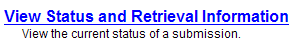 View Status and Retrieval Information
View the current status of a submission.